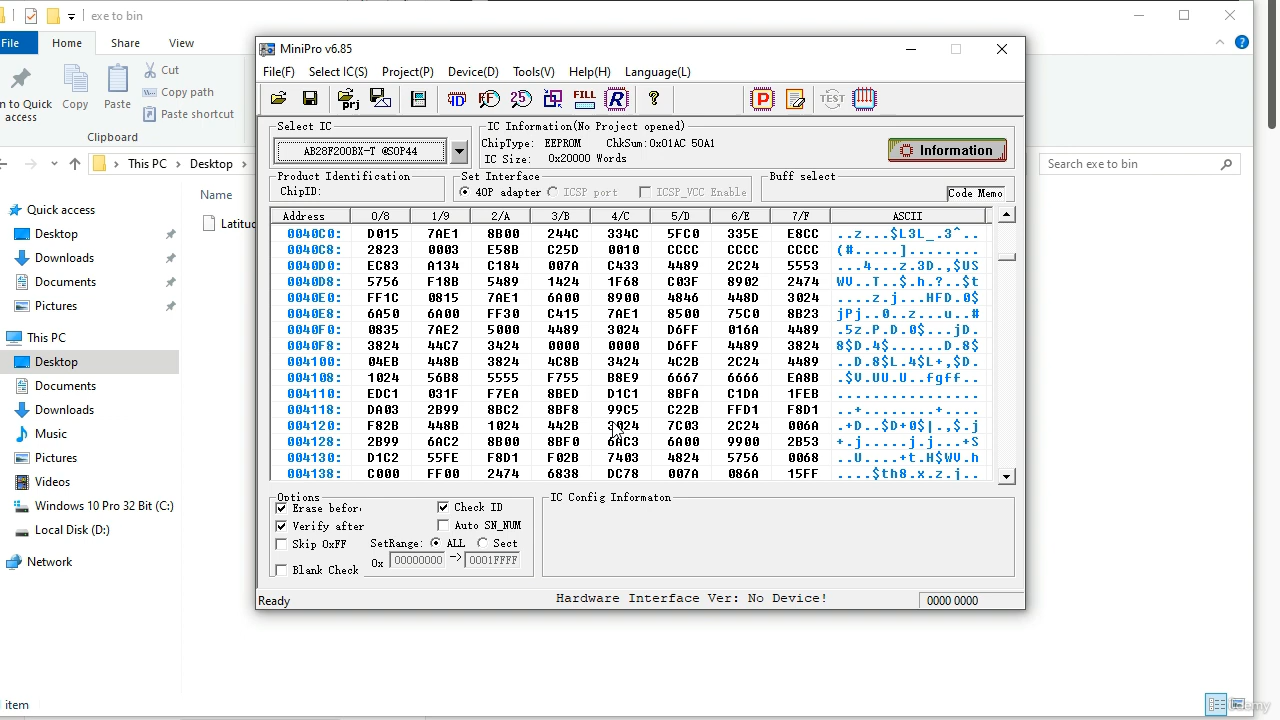 exe to bin
File Home Share View
n to Quick access
Copy
Paste
Cut
Copy path
Paste shortcut
Clipboard
This PC > Desktop >
Search exe to bin
Name
Latituc
Quick access
Desktop
Downloads
Documents
Pictures
This PC
Desktop
Documents
Downloads
Music
Pictures
Videos
Windows 10 Pro 32 Bit (C:)
Local Disk (D:)
Network
item
MiniPro v6.85
File(F) Select IC(S) Project(P) Device(D) Tools(V) Help(H) Language(L)
Select IC
AB28F200BX-T @SOP44
IC Information(No Project opened)
ChipType: EEPROM ChkSum:0x01AC 50A1
IC Size: 0x20000 Words
Information
Product Identification
ChipID:
Set Interface
40P adapter ICSP port ICSP_VCC Enable
Buff select
Code Memo
Address 0/8 1/9 2/A 3/B 4/C 5/D 6/E 7/F ASCII
0040C0: D015 7AE1 8B00 244C 334C 5FC0 335E E8CC ..z...$L3L_.3^..
0040C8: 2823 0003 E58B C25D 0010 CCCC CCCC CCCC (#.....].........
0040D0: EC83 A134 C184 007A C433 4489 2C24 5553 ...4...z.3D.,$US
0040D8: 5756 F18B 5489 1424 1F68 C03F 8902 2474 WV..T..$.h.?..$t
0040E0: FF1C 0815 7AE1 6A00 8900 4846 448D 3024 ....z.j...HFD.0$
0040E8: 6A50 6A00 FF30 C415 7AE1 8500 75C0 8B23 jPj..0..z...u..#
0040F0: 0835 7AE2 5000 4489 3024 D6FF 016A 4489 .5z.P.D.0$...jD.
0040F8: 3824 44C7 3424 0000 0000 D6FF 4489 3824 8$D.4$......D.8$
004100: 04EB 448B 3824 4C8B 3424 4C2B 2C24 4489 ..D.8$L.4$L+,$D.
004108: 1024 56B8 5555 F755 B8E9 6667 6666 EA8B .$V.UU.U..fgff..
004110: EDC1 031F F7EA 8BED D1C1 8BFA C1DA 1FEB ................
004118: DA03 2B99 8BC2 8BF8 99C5 C22B FFD1 F8D1 ..+........+....
004120: F82B 448B 1024 442B 3024 7C03 2C24 006A .+D..$D+0$|.,$.j
004128: 2B99 6AC2 8B00 8BF0 6AC3 6A00 9900 2B53 +.j.....j.j...+S
004130: D1C2 55FE F8D1 F02B 7403 4824 5756 0068 ..U....+t.H$WV.h
004138: C000 FF00 2474 6838 DC78 007A 086A 15FF ....$th8.x.z.j..
Options
Erase befor
Check ID
Verify after
Auto SN_NUM
Skip 0xFF SetRange: ALL Sect
Blank Check 0x 00000000 -> 0001FFFF
IC Config Informaton
Ready
Hardware Interface Ver: No Device!
0000 0000